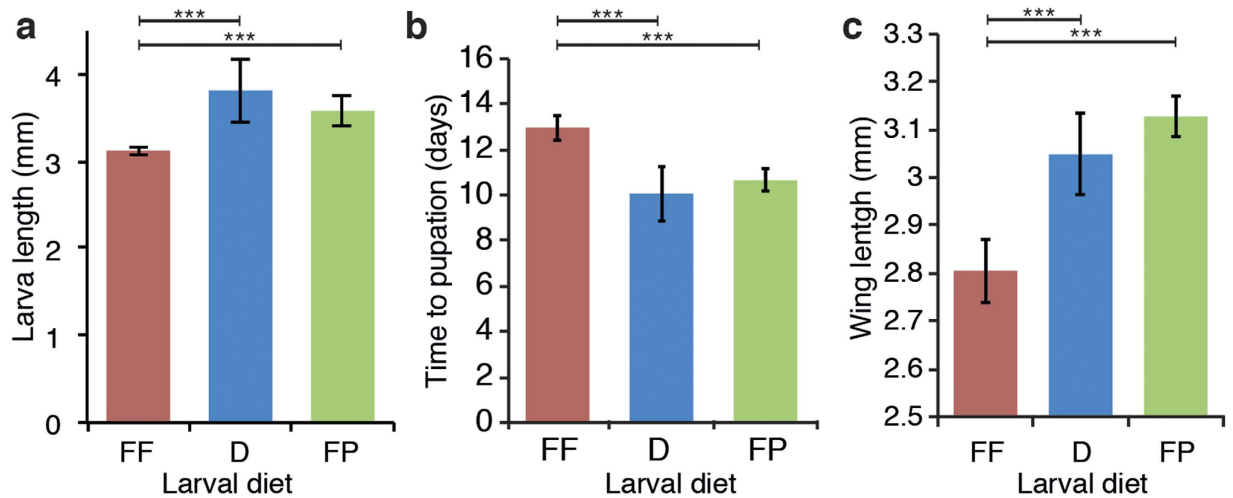 a
***
***
Larva length (mm)
4
3
2
1
0
FF D FP
Larval diet
b
***
***
Time to pupation (days)
16
14
12
10
8
6
4
2
0
FF D FP
Larval diet
c
***
***
Wing lentgh (mm)
3.3
3.2
3.1
3
2.9
2.8
2.7
2.6
2.5
FF D FP
Larval diet